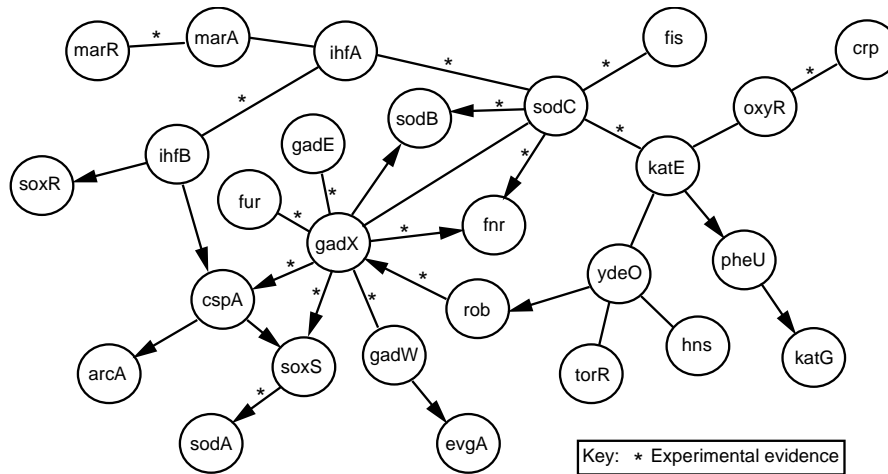 marR
*
marA
ihfA
*
fis
*
crp
*
oxyR
sodC
*
sodB
*
ihfB
gadE
*
katE
*
soxR
fur
*
fnr
*
gadX
*
pheU
ydeO
cspA
*
*
*
rob
*
arcA
soxS
gadW
torR
hns
katG
sodA
*
evgA
Key: * Experimental evidence